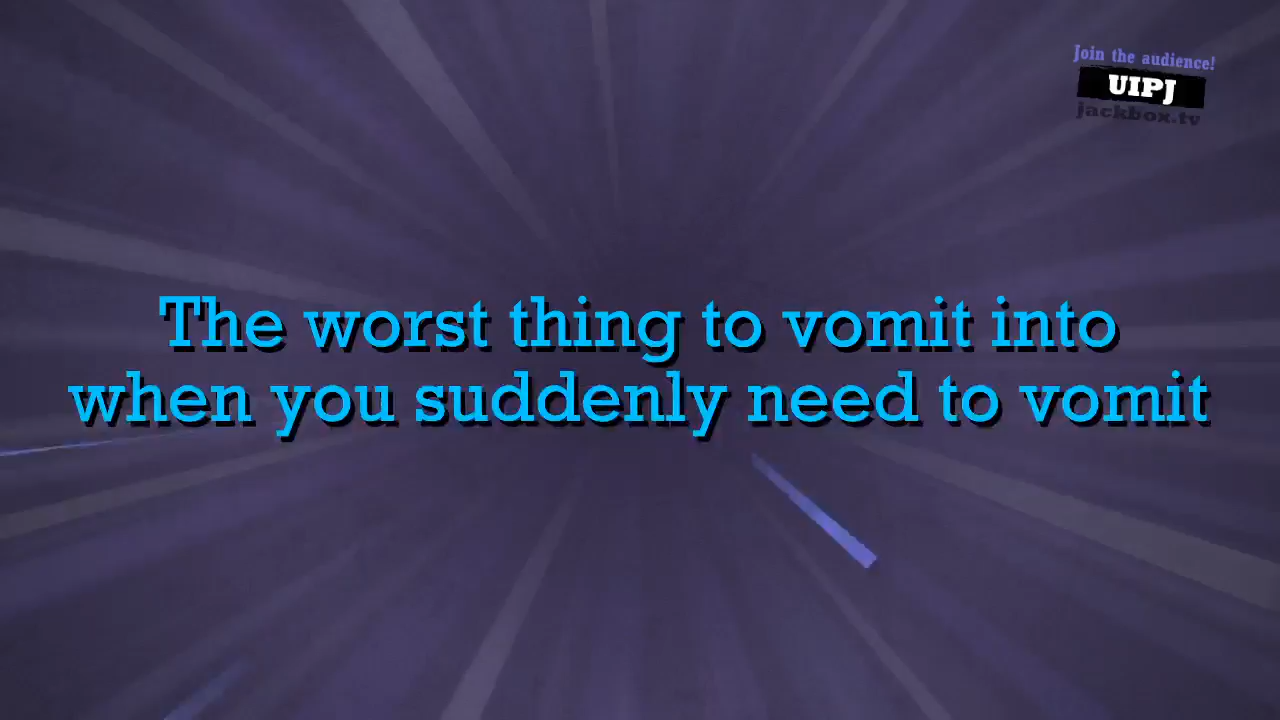 Join the audience!
UIPJ
jackbox.tv
The worst thing to vomit into
when you suddenly need to vomit